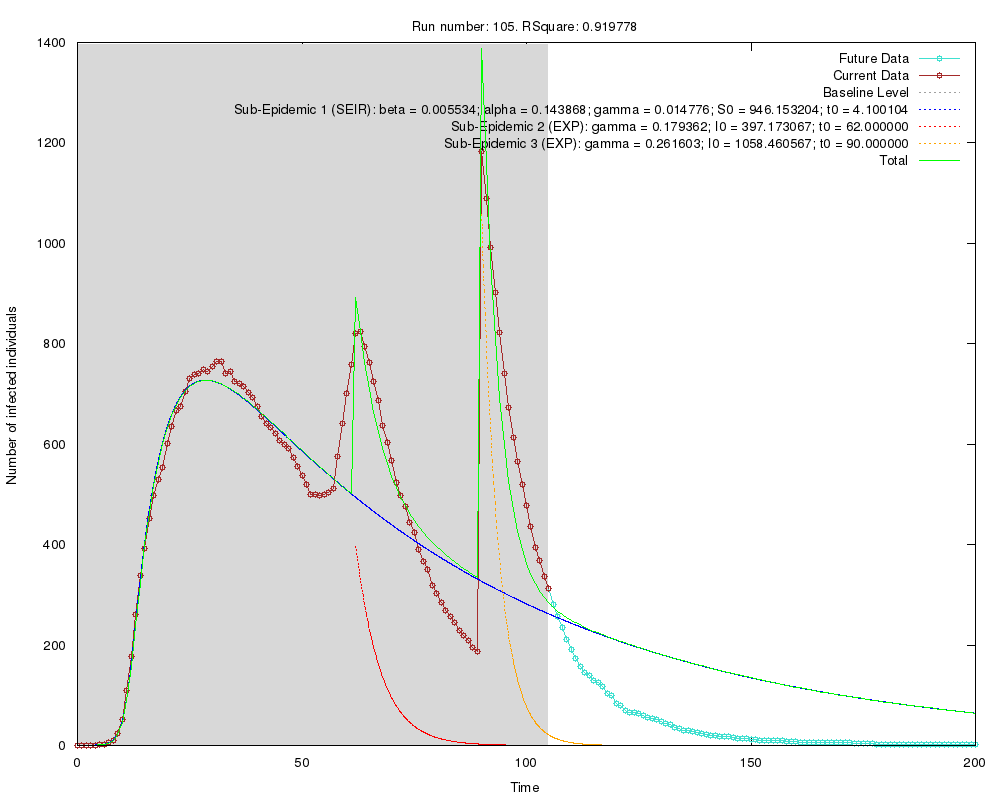 Run number: 105. RSquare: 0.919778
Future Data
Current Data
Baseline Level
Sub-Epidemic 1 (SEIR): beta = 0.005534; alpha = 0.143868; gamma = 0.014776; S0 = 946.153204; t0 = 4.100104
Sub-Epidemic 2 (EXP): gamma = 0.179362; I0 = 397.173067; t0 = 62.000000
Sub-Epidemic 3 (EXP): gamma = 0.261603; I0 = 1058.460567; t0 = 90.000000
Total
Number of infected individuals
1400
1200
1000
800
600
400
200
0
0 50 100 150 200
Time